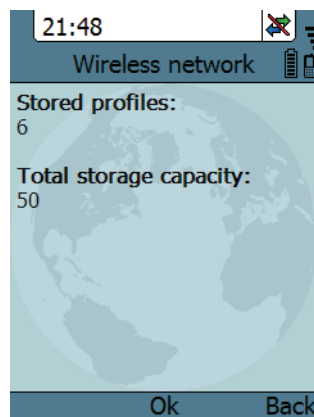 21:48
Wireless network
Stored profiles:
6
Total storage capacity:
50
Ok Back